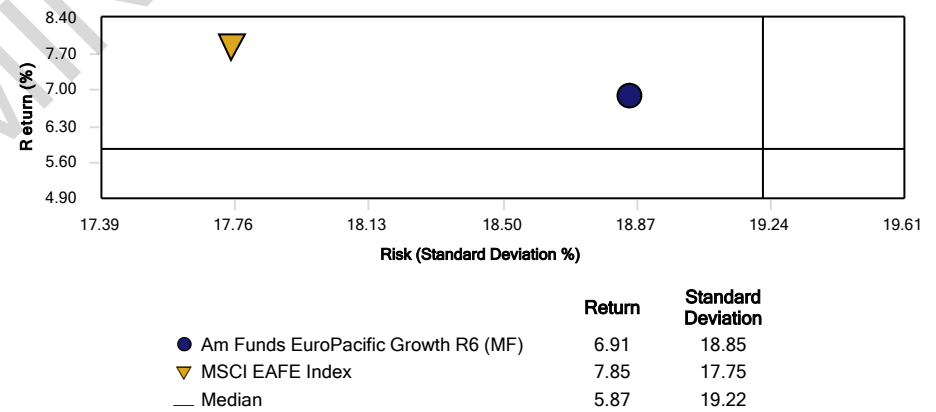 8.40
7.70
7.00
6.30
5.60
4.90
Return (%)
17.39 17.76 18.13 18.50 18.87 19.24 19.61
Risk (Standard Deviation %)
Return Standard Deviation
Am Funds EuroPacific Growth R6 (MF) 6.91 18.85
MSCI EAFE Index 7.85 17.75
Median 5.87 19.22